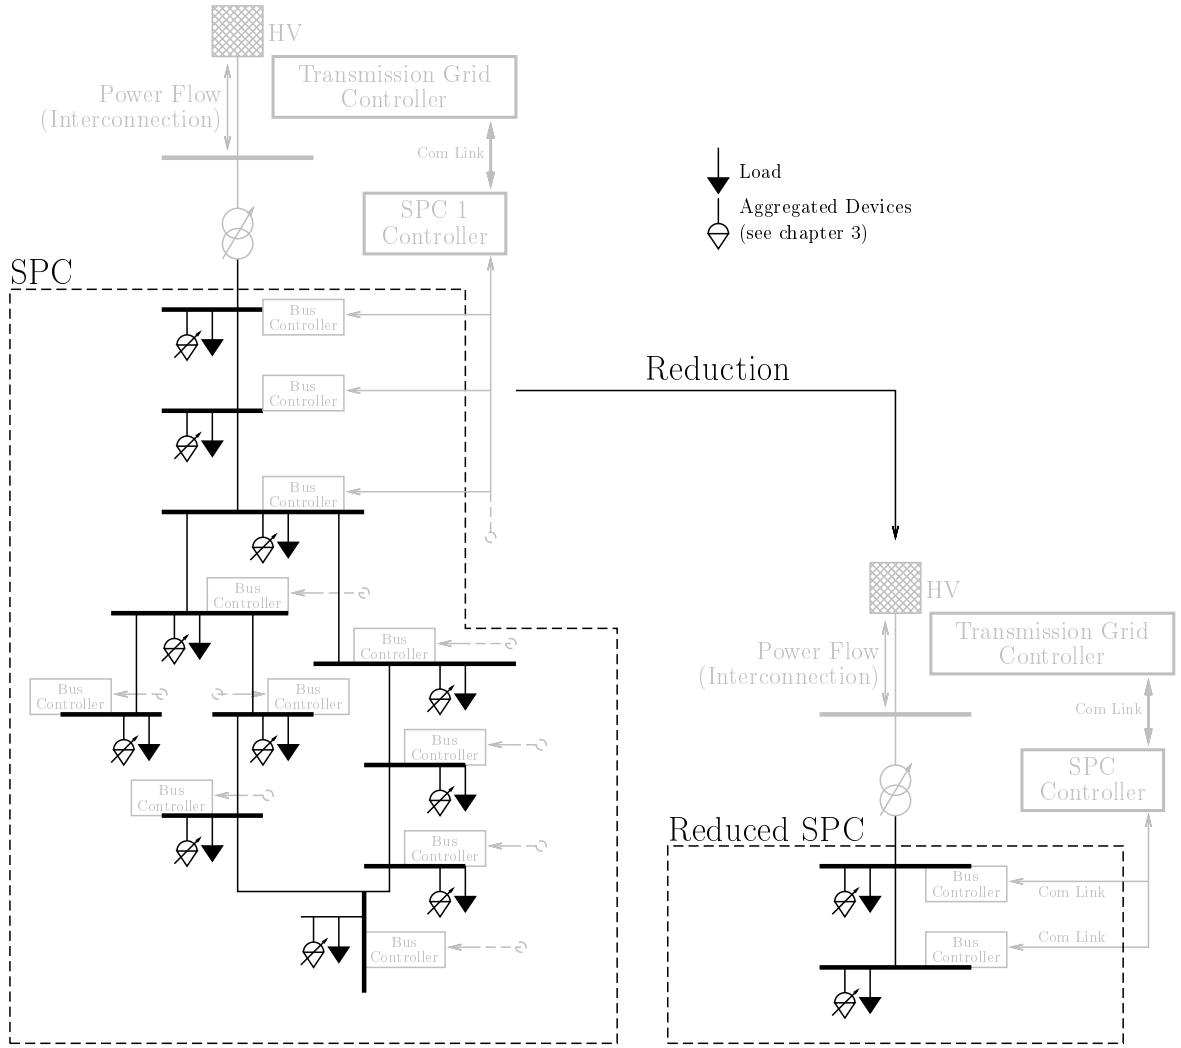 HV
Transmission Grid
Controller
Power Flow
(Interconnection)
Com Link
SPC 1
Controller
Load
Aggregated Devices
(see chapter 3)
SPC
Bus
Controller
Bus
Controller
Reduction
Bus
Controller
Bus
Controller
Bus
Controller
Bus
Controller
Bus
Controller
Bus
Controller
Bus
Controller
Bus
Controller
Bus
Controller
HV
Transmission Grid
Controller
Power Flow
(Interconnection)
Com Link
SPC
Controller
Reduced SPC
Bus
Controller
Com Link
Com Link
Bus
Controller